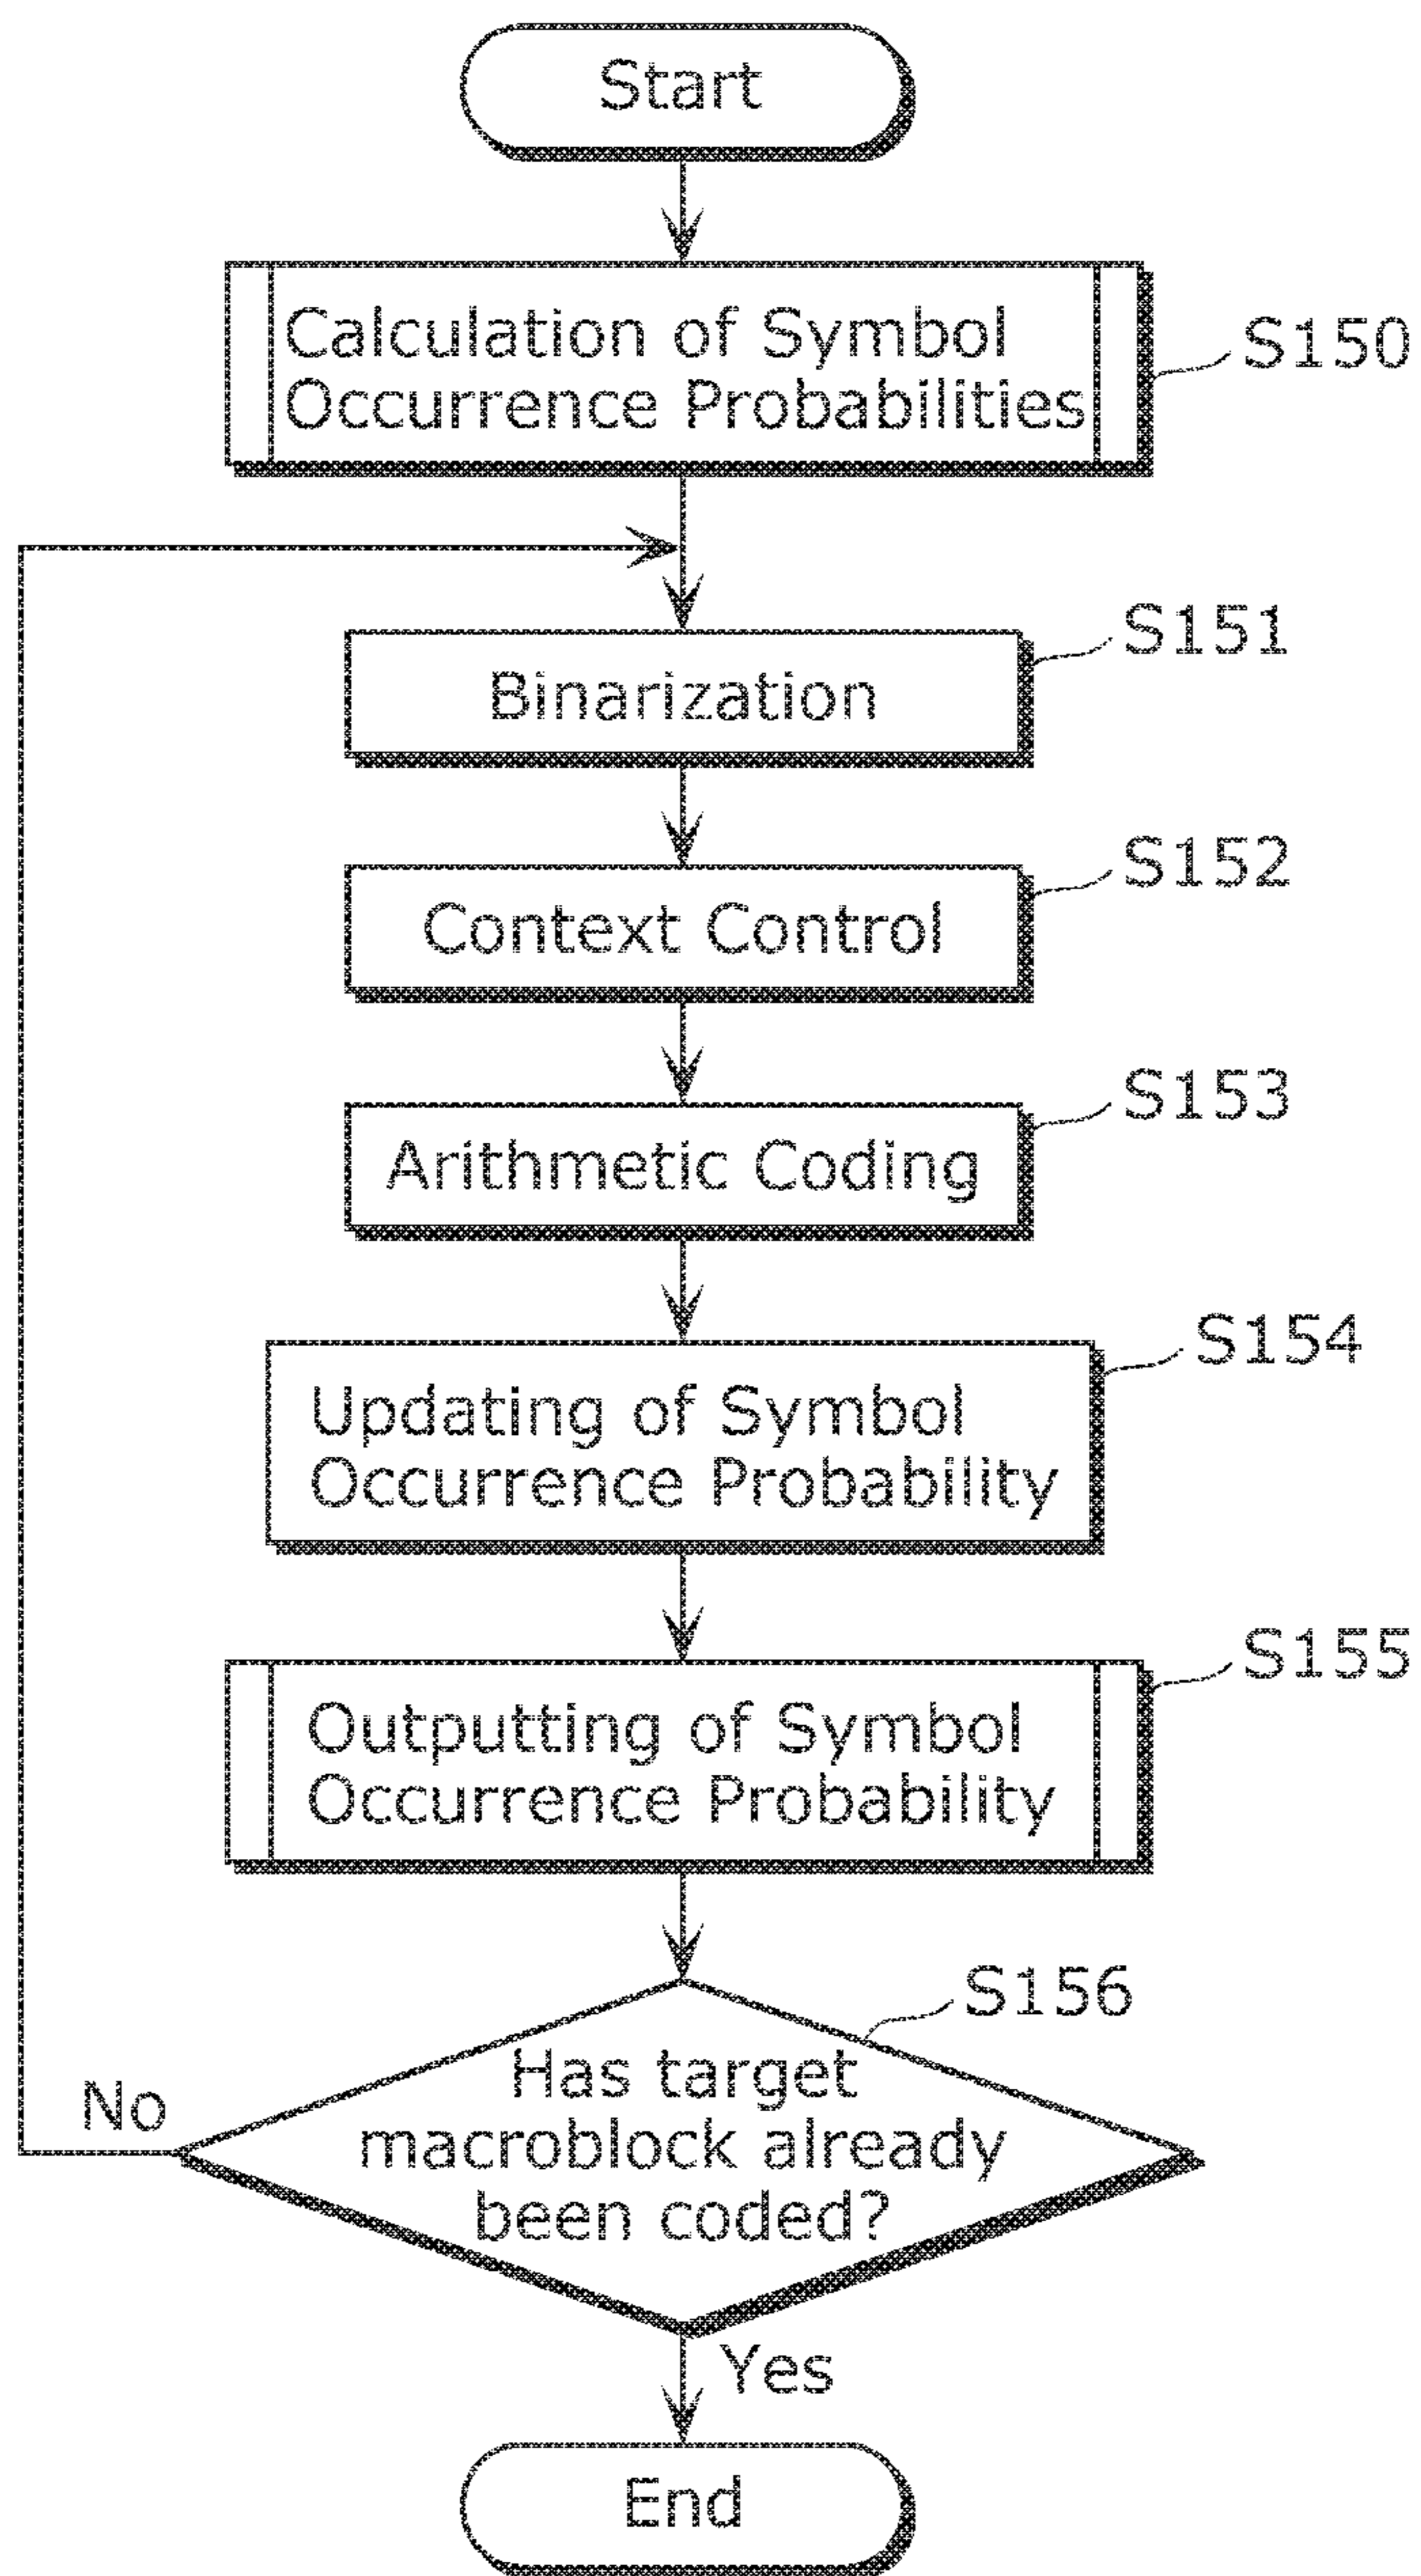 Start
Calculation of Symbol
Occurrence Probabilities
S150
Binarization
S151
Context Control
S152
Arithmetic Coding
S153
Updating of Symbol
Occurrence Probability
S154
Outputting of Symbol
Occurrence Probability
S155
S156
Has target
macroblock already
been coded?
No
Yes
End